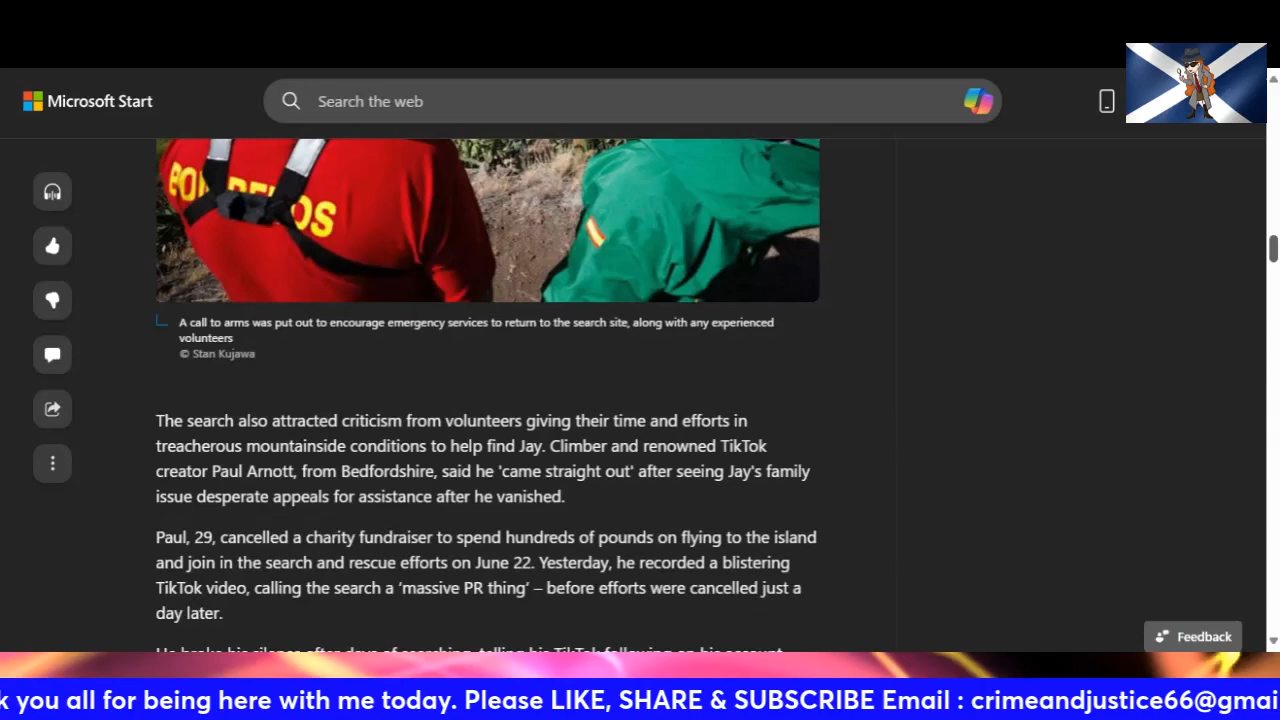 Microsoft Start
Search the web
A call to arms was put out to encourage emergency services to return to the search site, along with any experienced
volunteers
© Stan Kujawa
The search also attracted criticism from volunteers giving their time and efforts in
treacherous mountainside conditions to help find Jay. Climber and renowned TikTok
creator Paul Arnott, from Bedfordshire, said he 'came straight out' after seeing Jay's family
issue desperate appeals for assistance after he vanished.
Paul, 29, cancelled a charity fundraiser to spend hundreds of pounds on flying to the island
and join in the search and rescue efforts on June 22. Yesterday, he recorded a blistering
TikTok video, calling the search a ‘massive PR thing’ – before efforts were cancelled just a
day later.
Feedback
k you all for being here with me today. Please LIKE, SHARE & SUBSCRIBE Email : crimeandjustice66@gmai